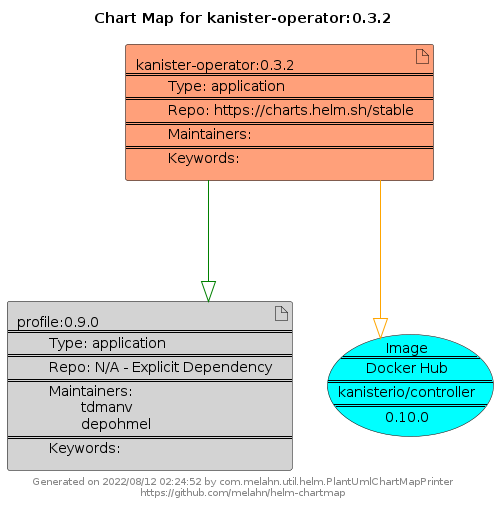 Chart Map for kanister-operator:0.3.2
kanister-operator:0.3.2
Type: application
Repo: https://charts.helm.sh/stable
Maintainers:
Keywords:
profile:0.9.0
Type: application
Repo: N/A - Explicit Dependency
Maintainers:
tdmanv
depohmel
Keywords:
Image
Docker Hub
kanisterio/controller
0.10.0
Generated on 2022/08/12 02:24:52 by com.melahn.util.helm.PlantUmlChartMapPrinter
https://github.com/melahn/helm-chartmap